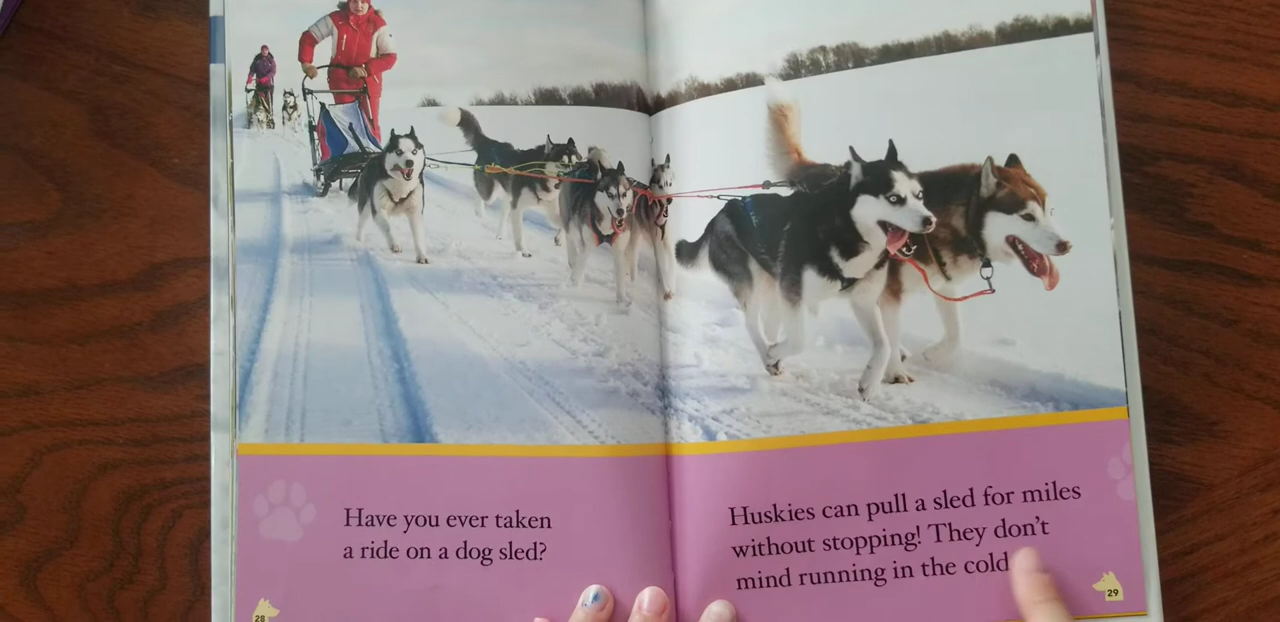 Have you ever taken
a ride on a dog sled?
28
Huskies can pull a sled for miles
without stopping! They don't
mind running in the cold
29